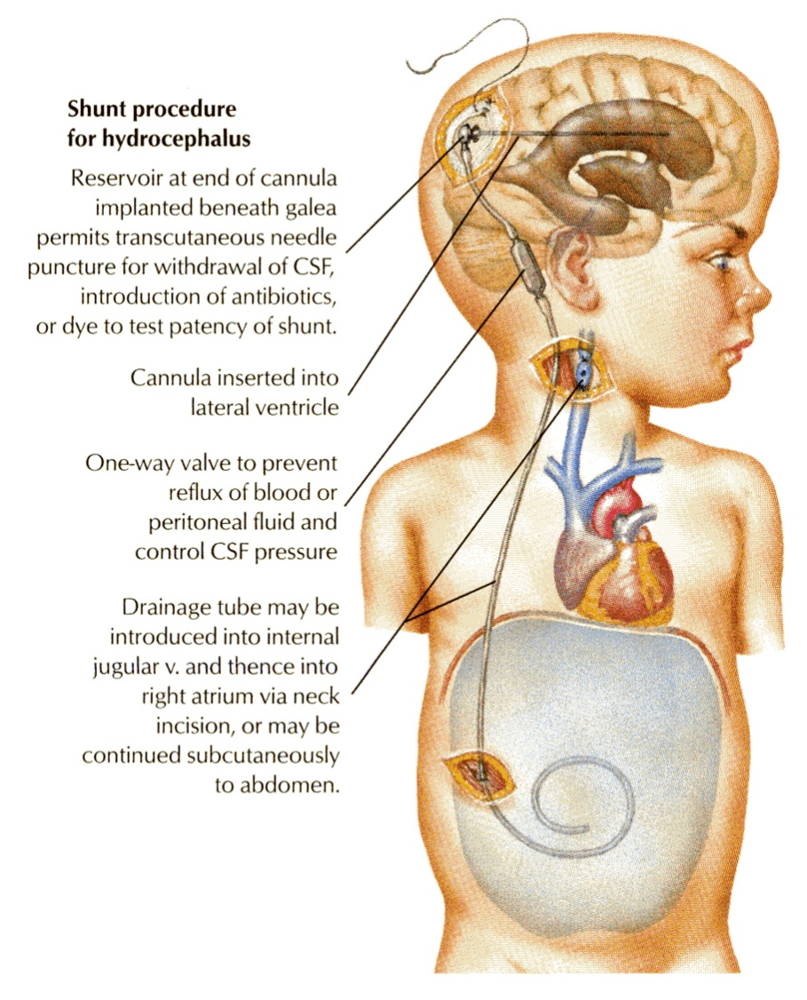 Shunt procedure
for hydrocephalus
Reservoir at end of cannula
implanted beneath galea
permits transcutaneous needle
puncture for withdrawal of CSF,
introduction of antibiotics,
or dye to test patency of shunt.
Cannula inserted into
lateral ventricle
One-way valve to prevent
reflux of blood or
peritoneal fluid and
control CSF pressure
Drainage tube may be
introduced into internal
jugular v. and thence into
right atrium via neck
incision, or may be
continued subcutaneously
to abdomen.